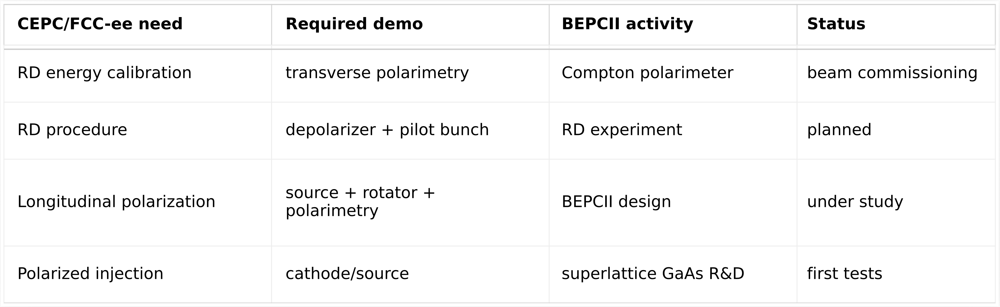 CEPC/FCC-ee need Required demo BEPCII activity Status
RD energy calibration transverse polarimetry Compton polarimeter beam commissioning
RD procedure depolarizer + pilot bunch RD experiment planned
Longitudinal polarization source + rotator + polarimetry BEPCII design under study
Polarized injection cathode/source superlattice GaAs R&D first tests